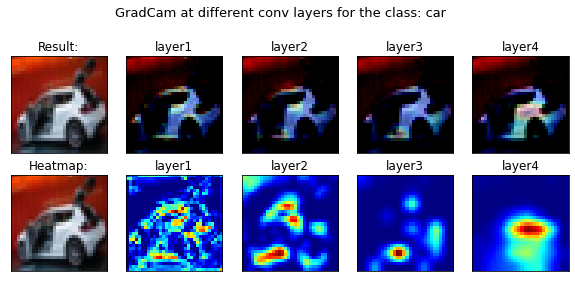 GradCam at different conv layers for the class: car
Result: layer1 layer2 layer3 layer4
Heatmap: layer1 layer2 layer3 layer4